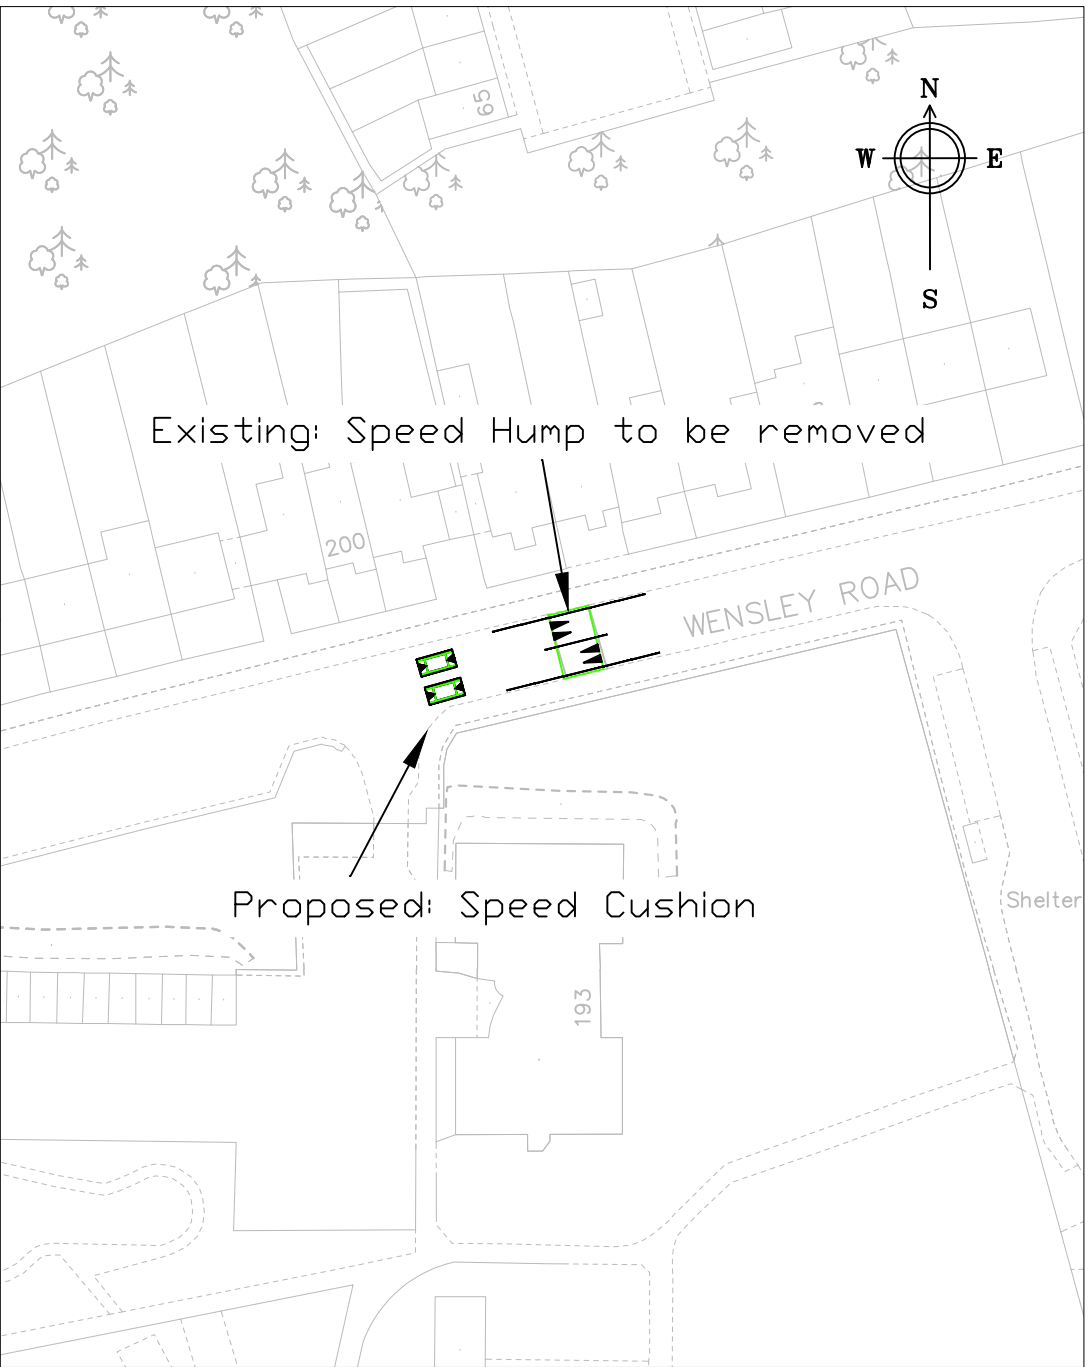 65
N
W E
S
Existing: Speed Hump to be removed
200
WENSLEY ROAD
Proposed: Speed Cushion
Shelter
193